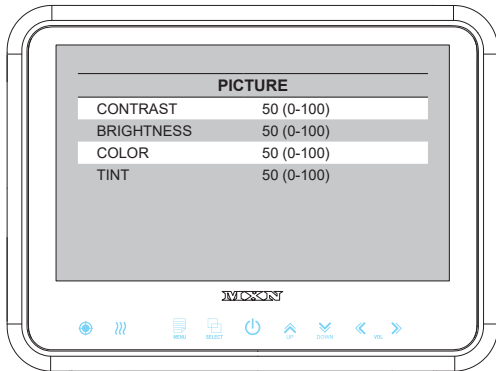 PICTURE
CONTRAST 50 (0-100)
BRIGHTNESS 50 (0-100)
COLOR 50 (0-100)
TINT 50 (0-100)
MXN
MENU SELECT UP DOWN VOL